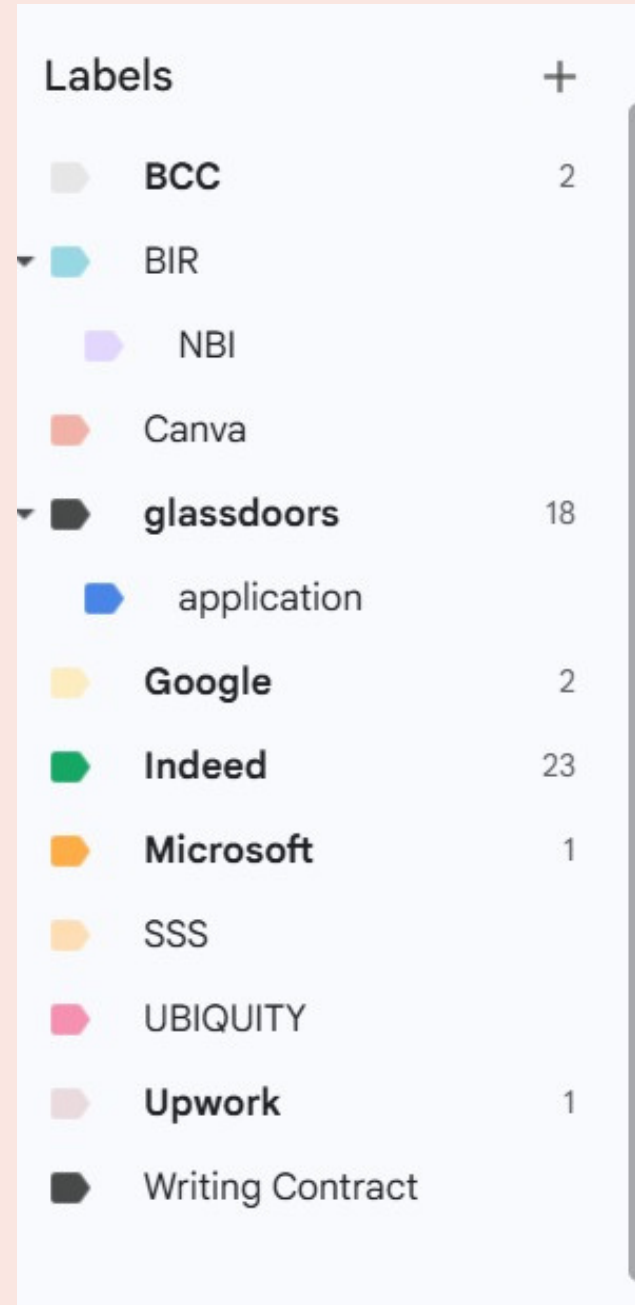 Labels +
BCC 2
BIR
NBI
Canva
glassdoors 18
application
Google 2
Indeed 23
Microsoft 1
SSS
UBIQUITY
Upwork 1
Writing Contract